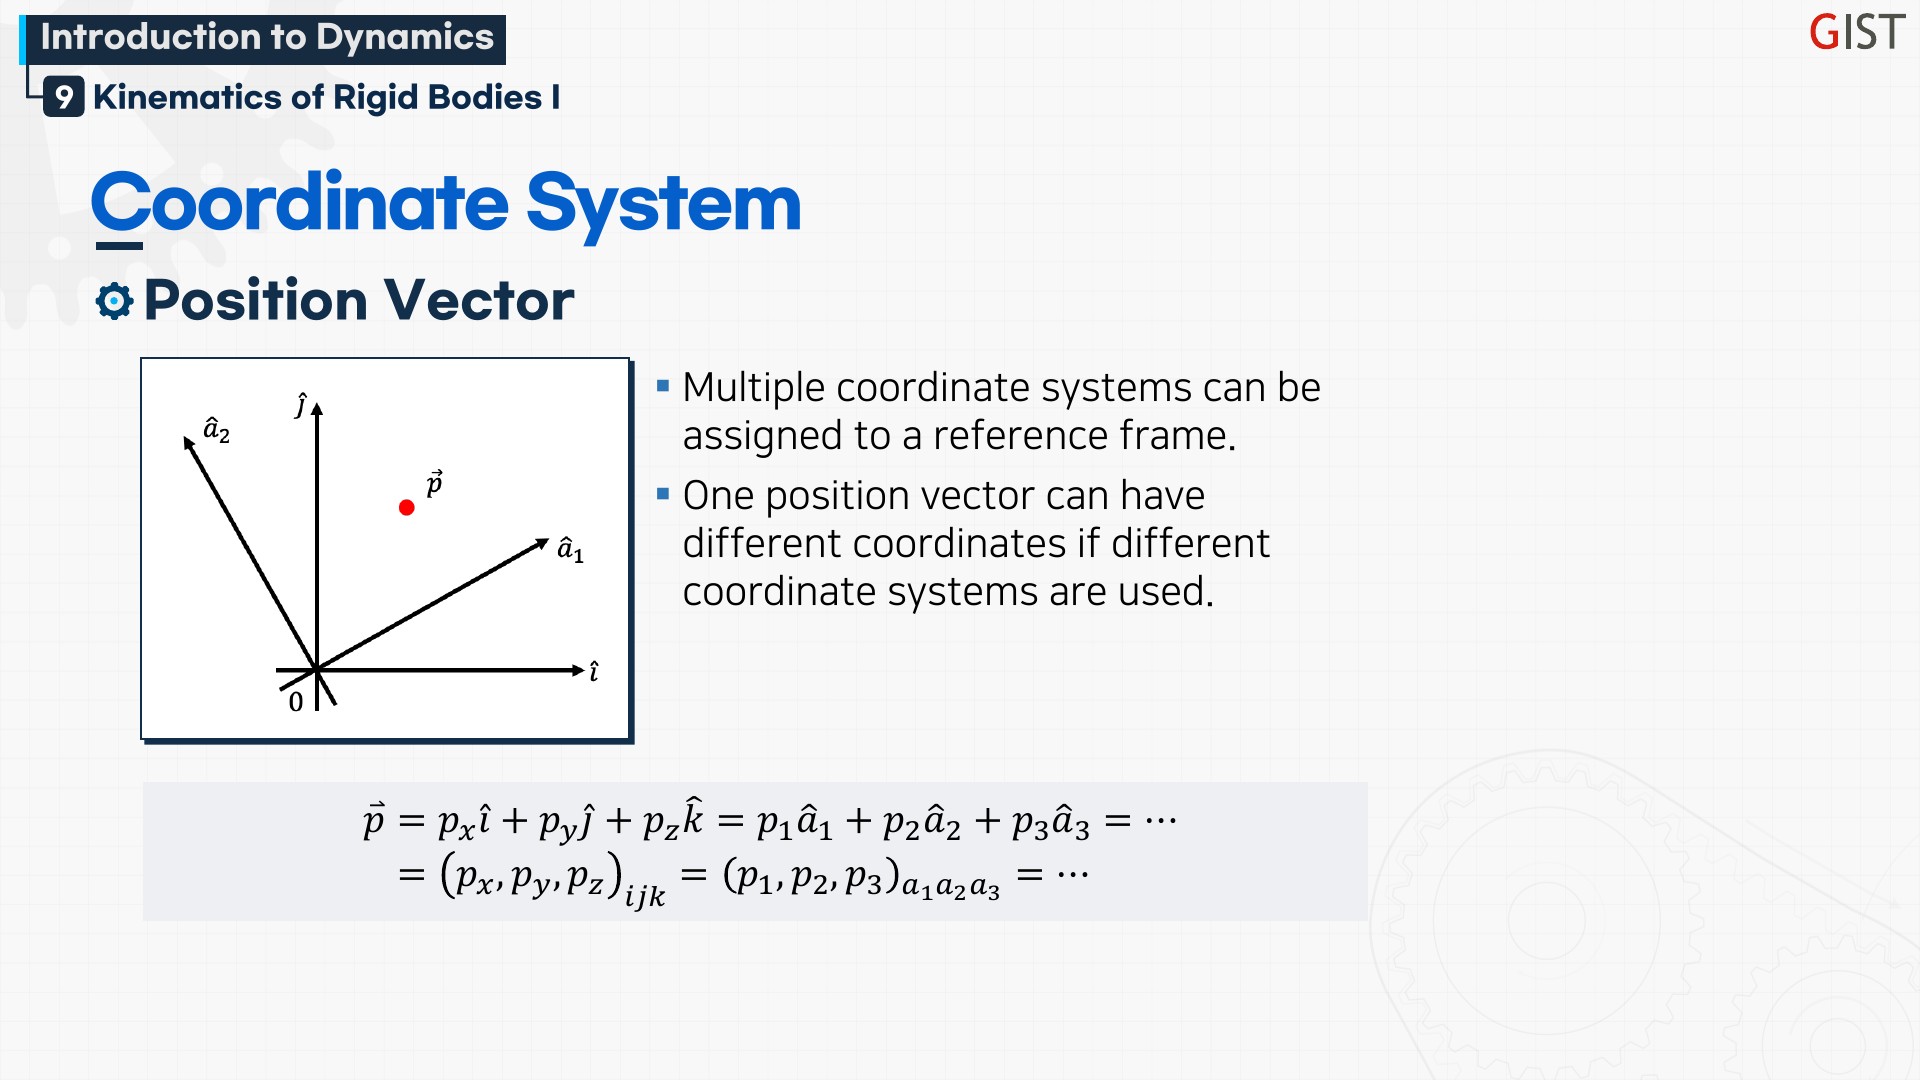 Introduction to Dynamics
GIST
9 Kinematics of Rigid Bodies I
Coordinate System
Position Vector
ĵ
â₂
p⃗
â₁
î
0
▪ Multiple coordinate systems can be
assigned to a reference frame.
▪ One position vector can have
different coordinates if different
coordinate systems are used.
p⃗ = pₓî + p_yĵ + p_zk̂ = p₁â₁ + p₂â₂ + p₃â₃ = ⋯
= (pₓ, p_y, p_z)_ijk = (p₁, p₂, p₃)_a₁a₂a₃ = ⋯